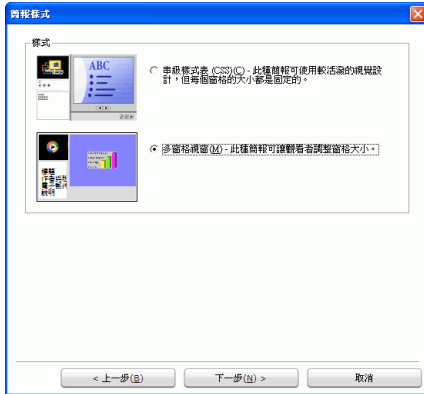 簡報樣式
樣式
ABC
串級樣式表 (CSS)(C) - 此種簡報可使用較活潑的視覺設
計，但每個窗格的大小都是固定的。
多窗格視窗(M) - 此種簡報可讓觀看者調整窗格大小。
< 上一步(B)
下一步(N) >
取消